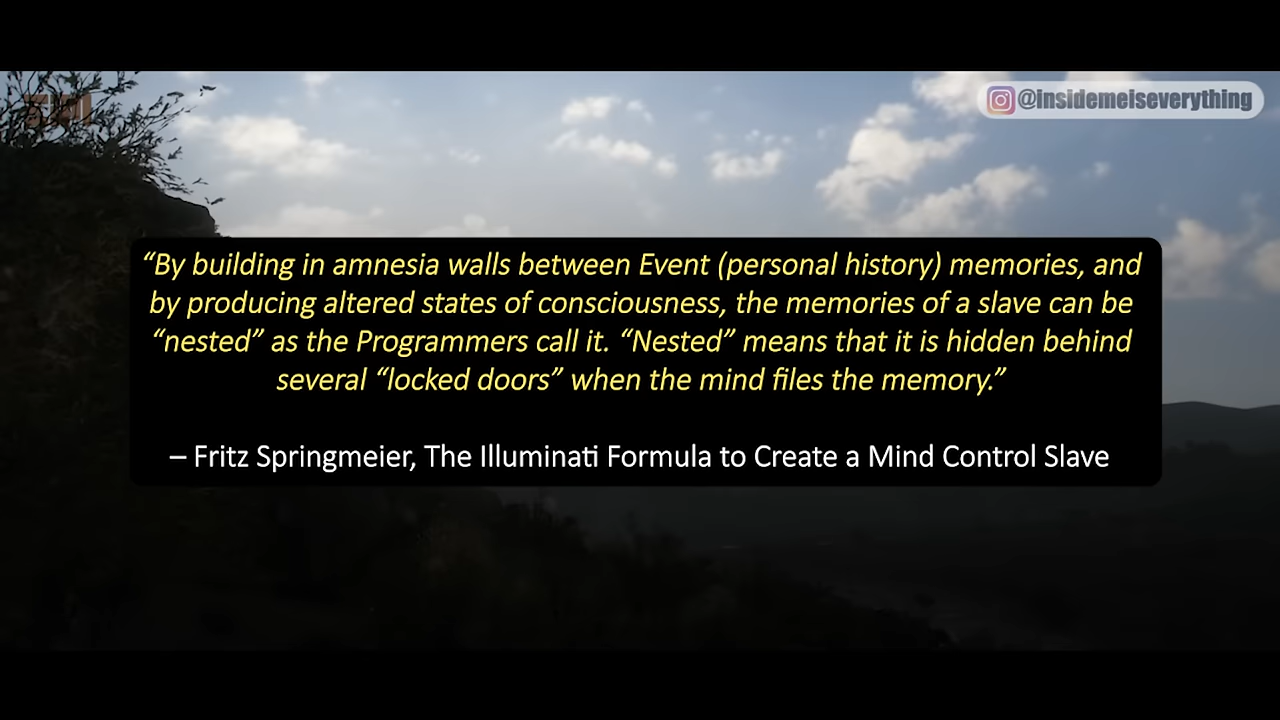 @insidemeiseverything
“By building in amnesia walls between Event (personal history) memories, and
by producing altered states of consciousness, the memories of a slave can be
“nested” as the Programmers call it. “Nested” means that it is hidden behind
several “locked doors” when the mind files the memory.”
– Fritz Springmeier, The Illuminati Formula to Create a Mind Control Slave